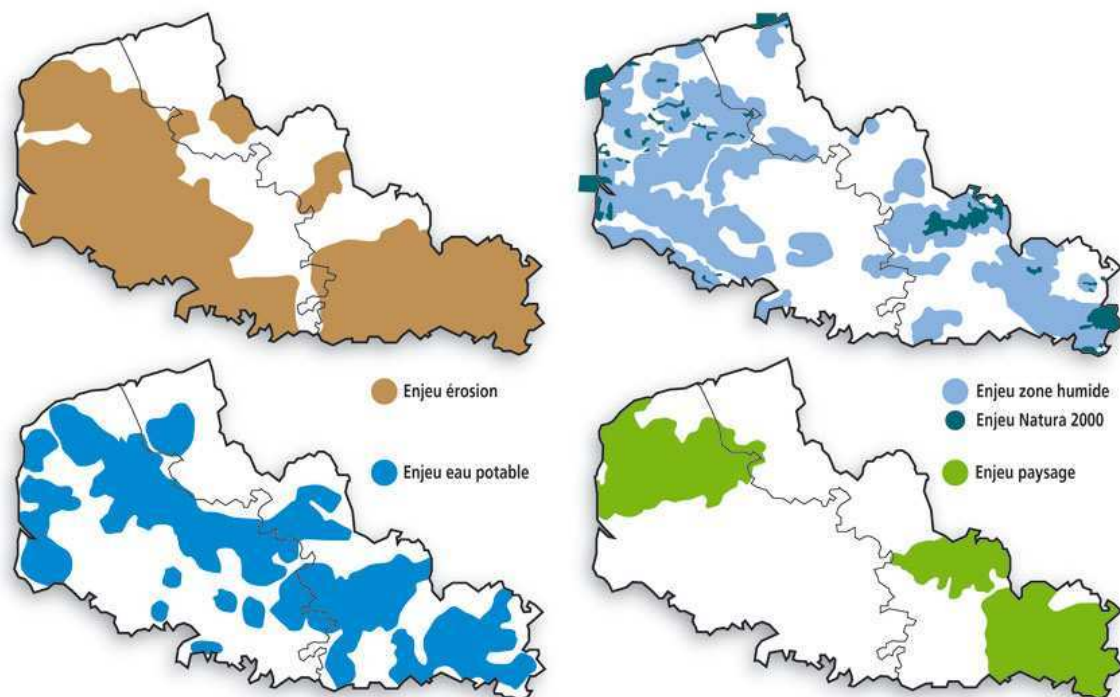 Enjeu érosion
Enjeu zone humide
Enjeu Natura 2000
Enjeu eau potable
Enjeu paysage